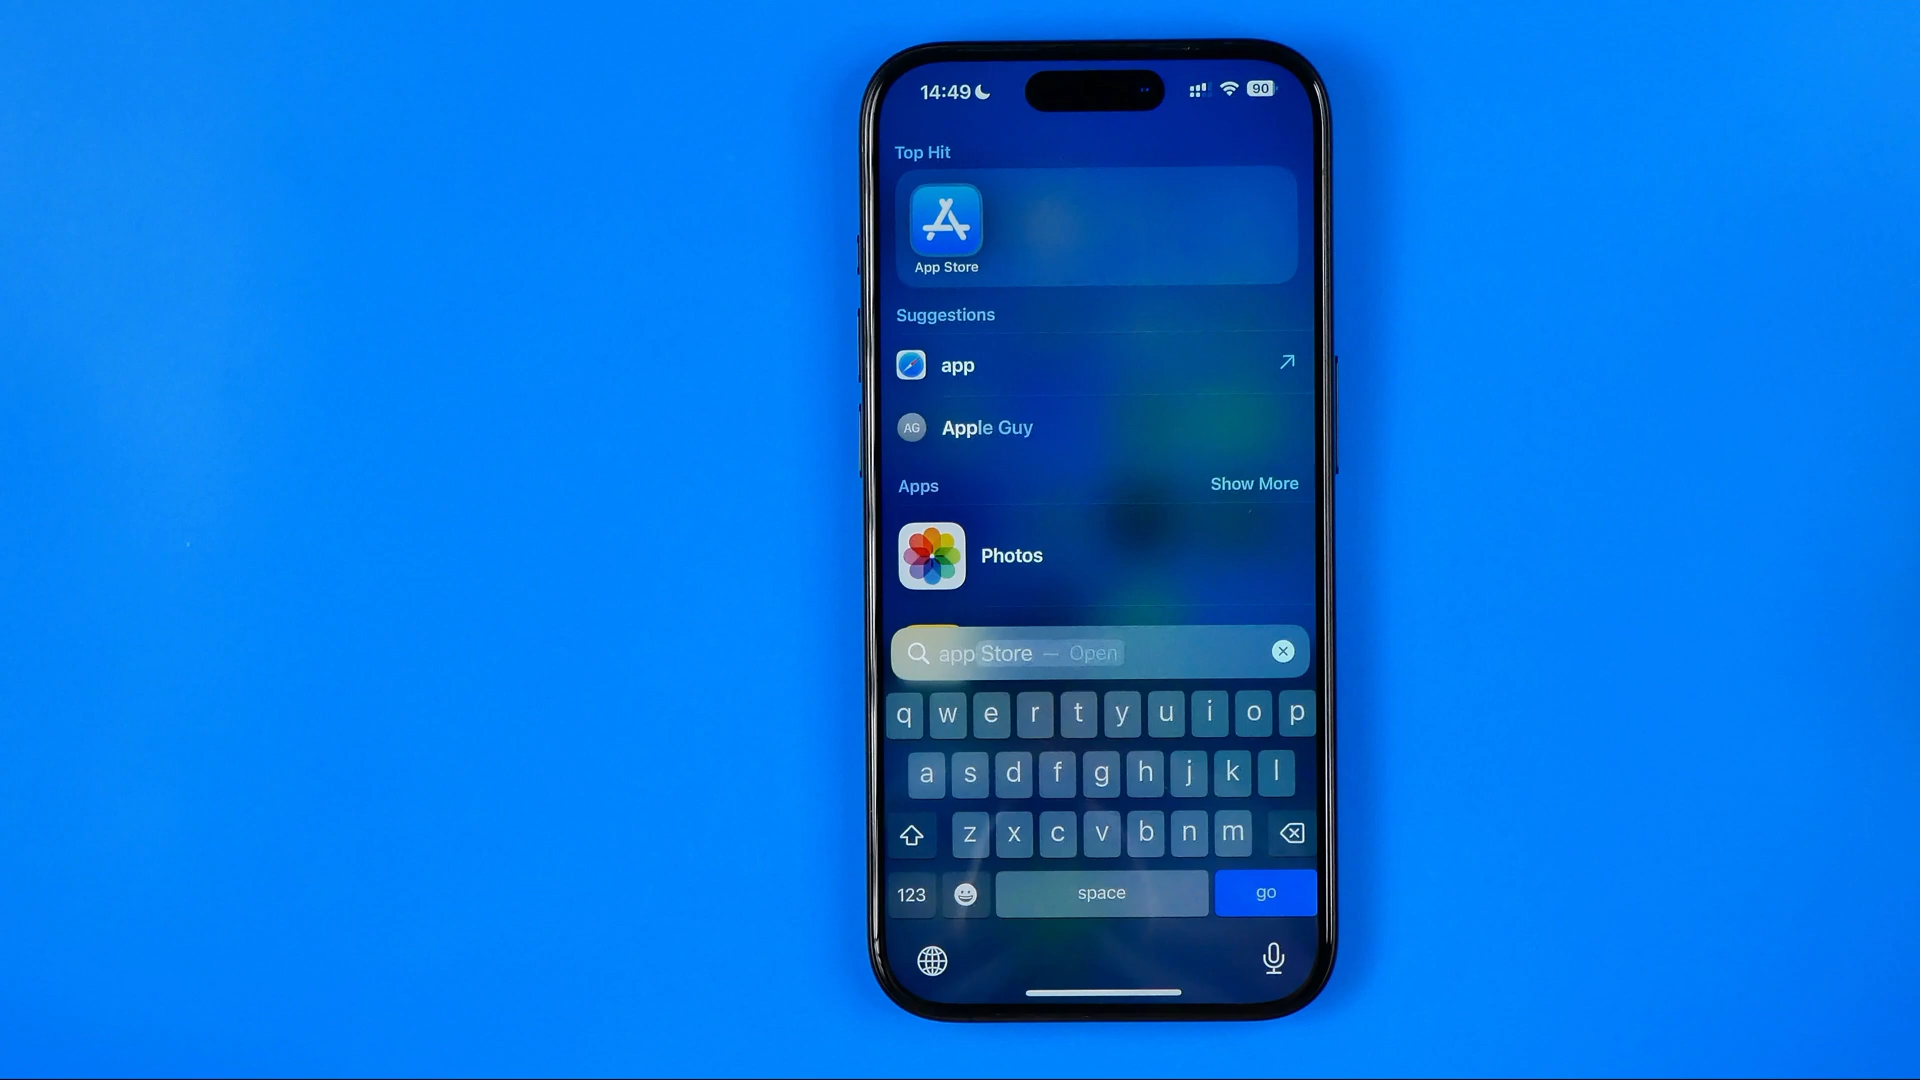 14:49 90
Top Hit
App Store
Suggestions
app
AG Apple Guy
Apps Show More
Photos
app Store — Open
q w e r t y u i o p
a s d f g h j k l
z x c v b n m
123 space go